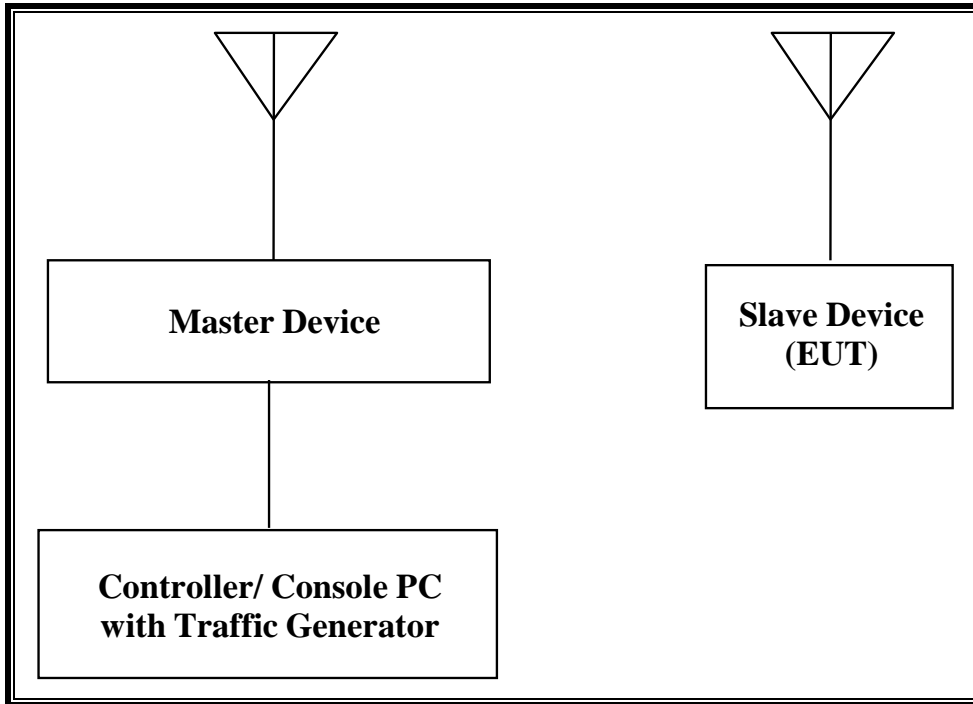 Master Device
Slave Device
(EUT)
Controller/ Console PC
with Traffic Generator